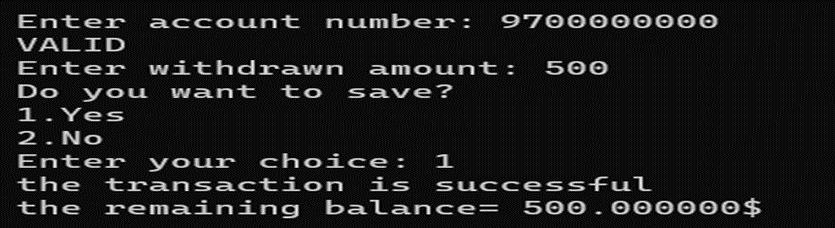 Enter account number: 9700000000
VALID
Enter withdrawn amount: 500
Do you want to save?
1.Yes
2.No
Enter your choice: 1
the transaction is successful
the remaining balance= 500.000000$